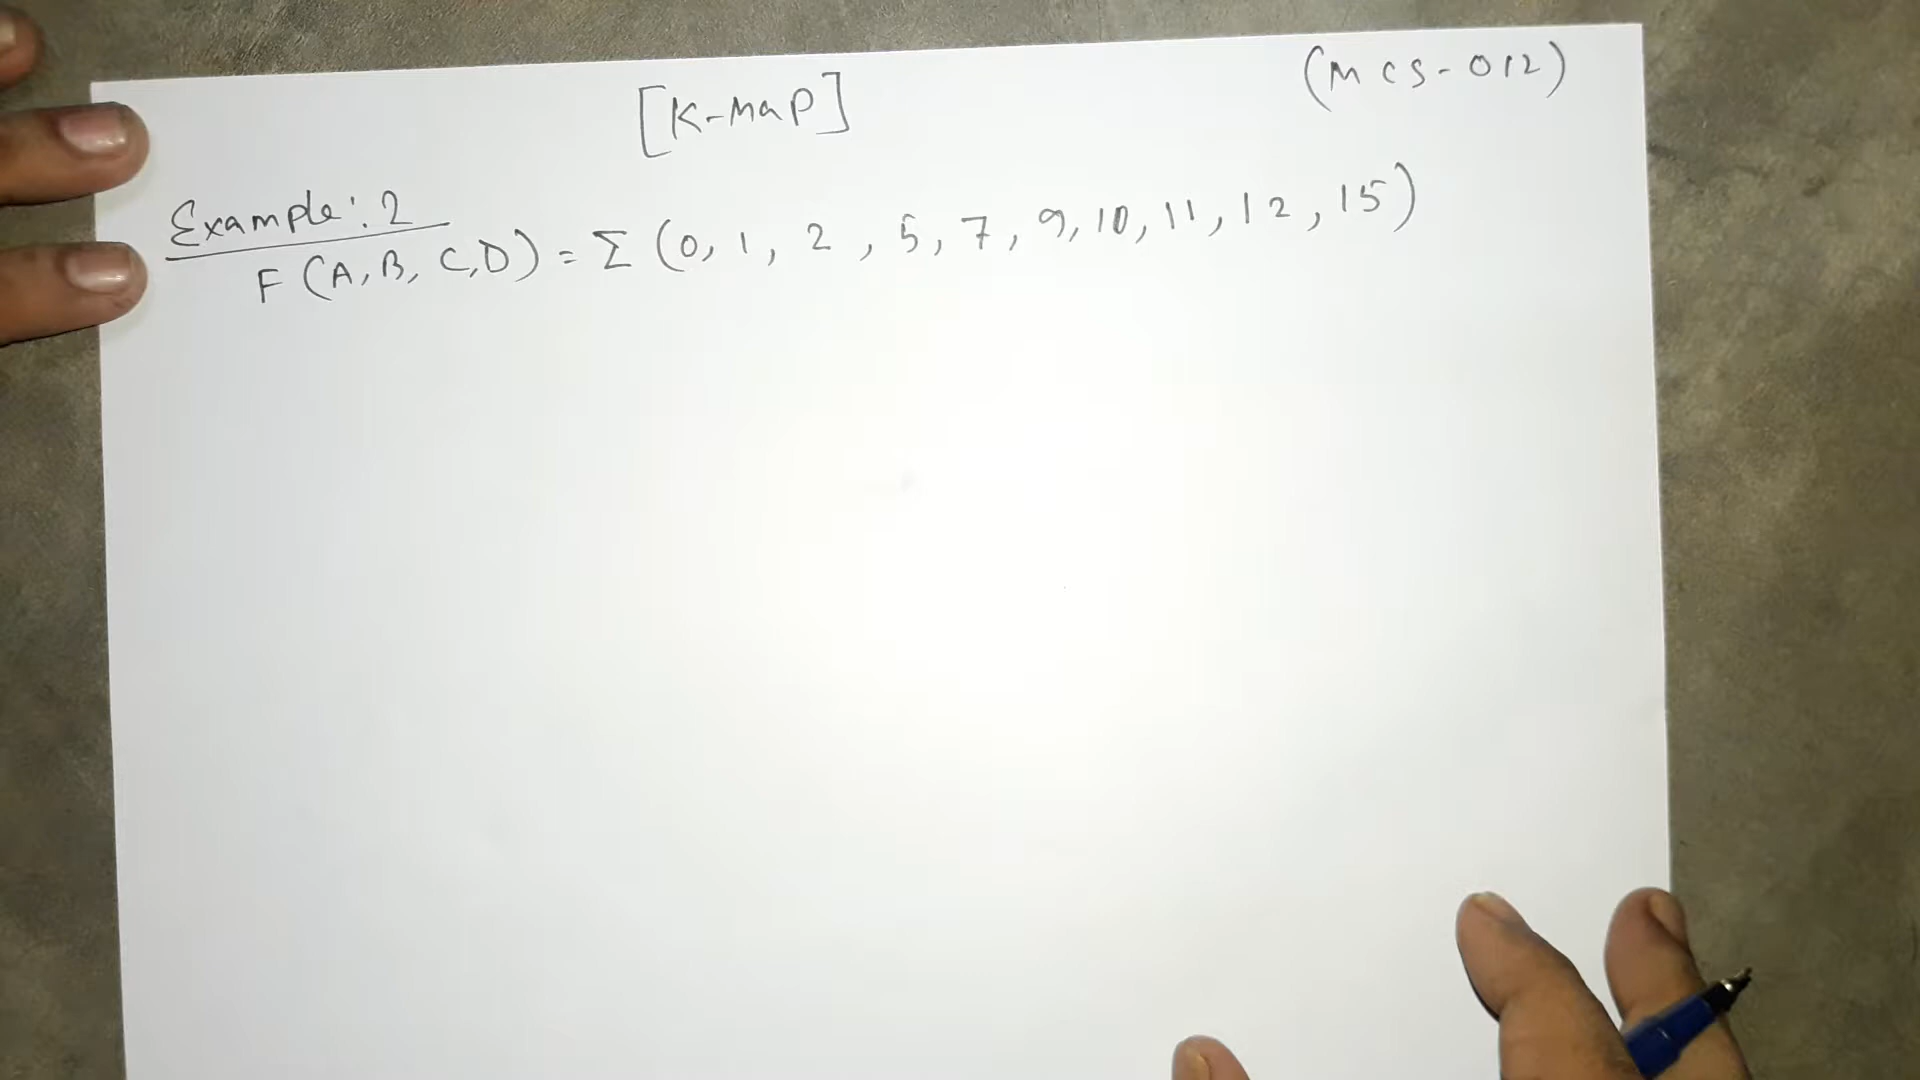 [K-Map]
(MCS-012)
Example: 2
F (A, B, C, D) = Σ (0, 1, 2, 5, 7, 9, 10, 11, 12, 15)